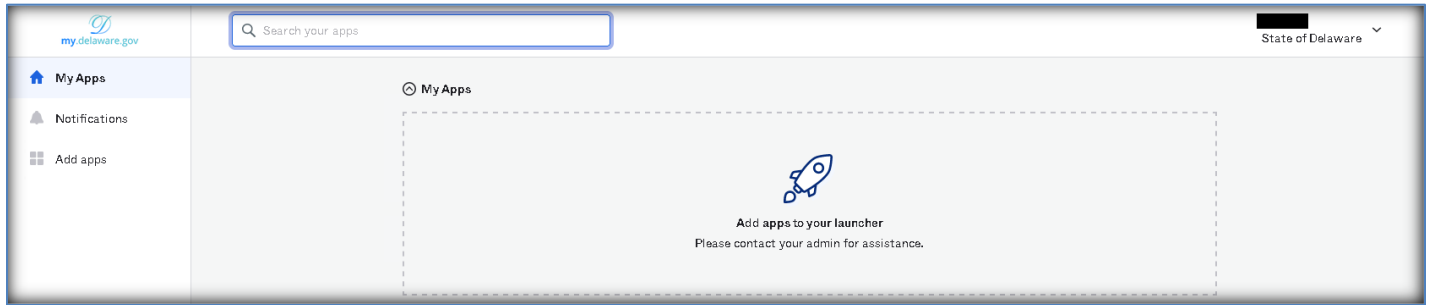 D
my.delaware.gov
Search your apps
State of Delaware
My Apps
Notifications
Add apps
My Apps
Add apps to your launcher
Please contact your admin for assistance.